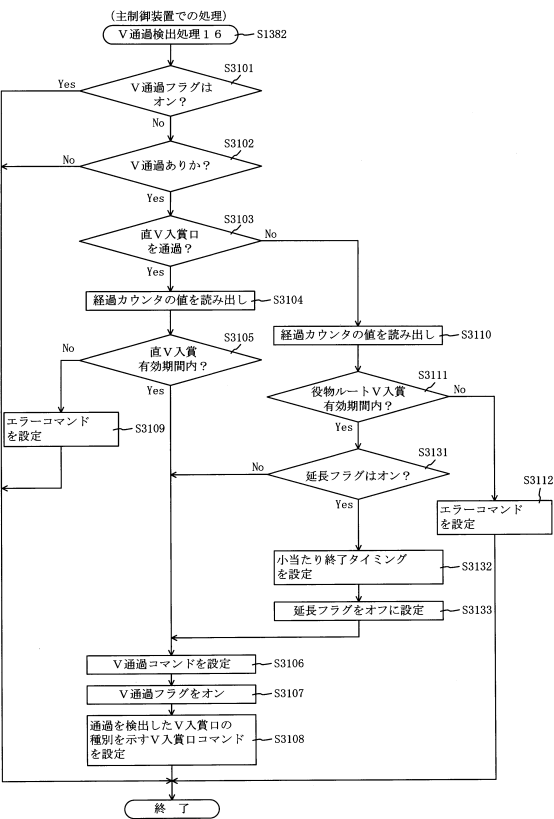 (主制御装置での処理)
V通過検出処理16
S1382
S3101
Yes
V通過フラグは
オン？
No
S3102
No
V通過ありか？
Yes
S3103
直V入賞口
を通過？
No
Yes
経過カウンタの値を読み出し
S3104
S3105
No
直V入賞
有効期間内？
Yes
経過カウンタの値を読み出し
S3110
S3111
役物ルートV入賞
有効期間内？
No
Yes
エラーコマンド
を設定
S3109
S3131
No
延長フラグはオン？
Yes
S3112
エラーコマンド
を設定
小当たり終了タイミング
を設定
S3132
延長フラグをオフに設定
S3133
V通過コマンドを設定
S3106
V通過フラグをオン
S3107
通過を検出したV入賞口の
種別を示すV入賞口コマンド
を設定
S3108
終 了